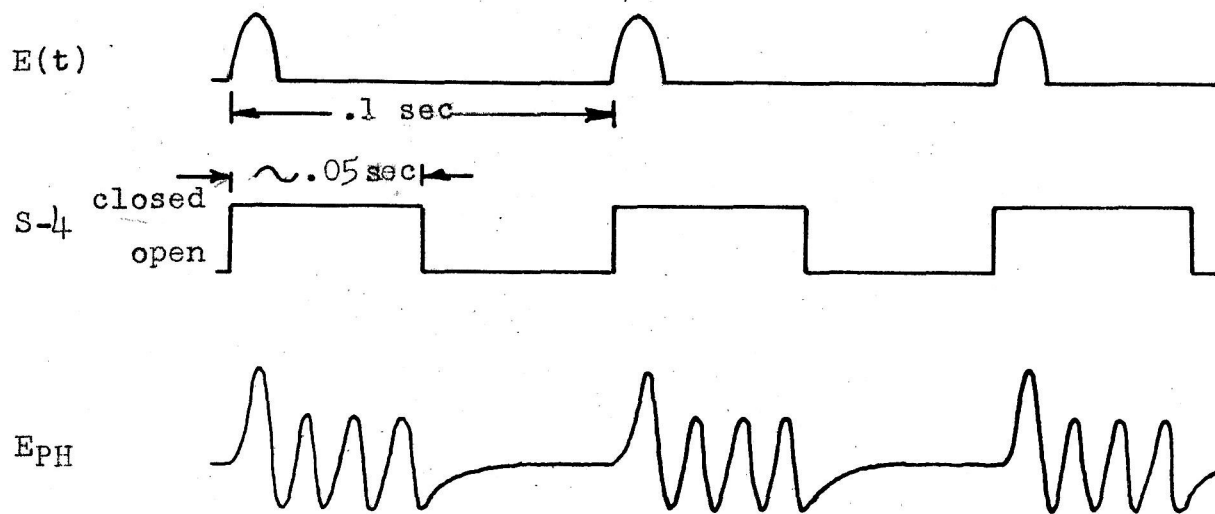 E(t)
.1 sec
~.05 sec
closed
S-4
open
EPH